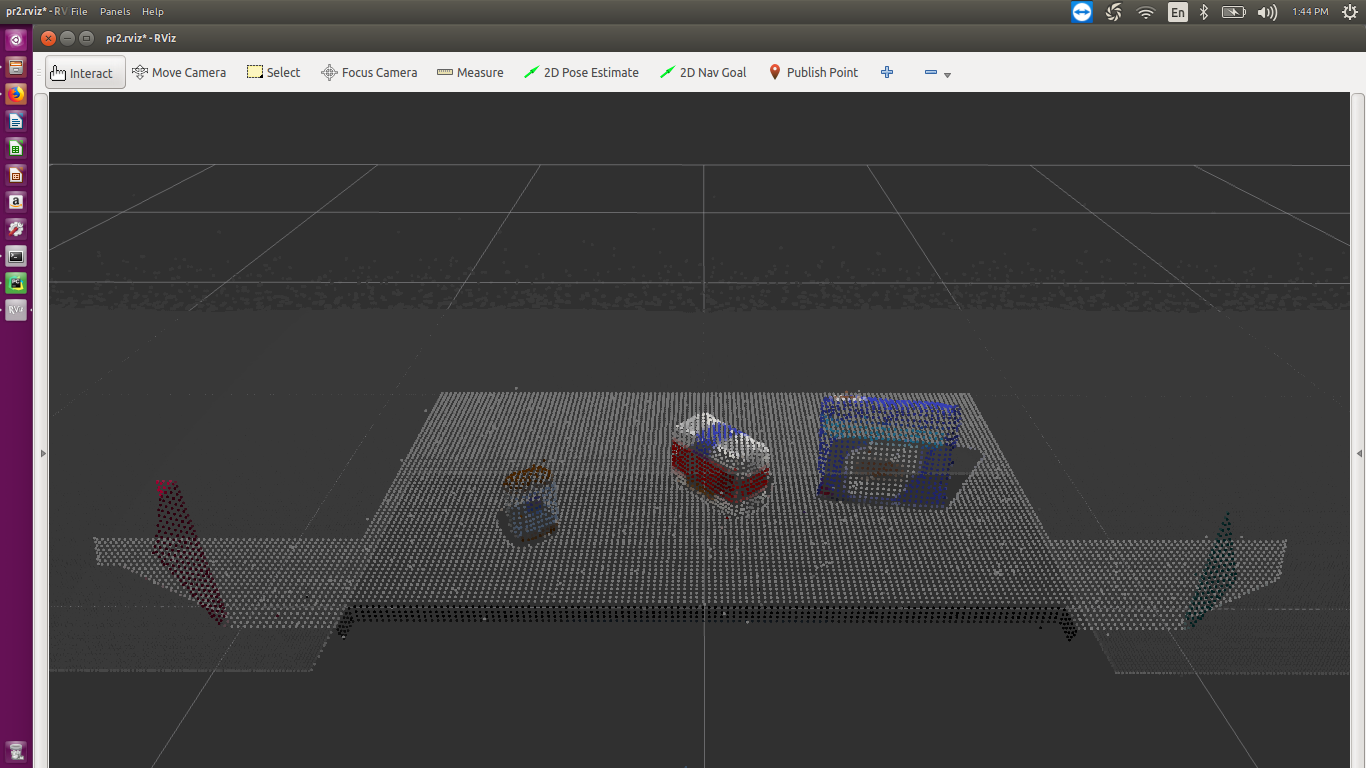 pr2.rviz* - RV File Panels Help
En
1:44 PM
pr2.rviz* - RViz
Interact Move Camera Select Focus Camera Measure 2D Pose Estimate 2D Nav Goal Publish Point
a
RViz